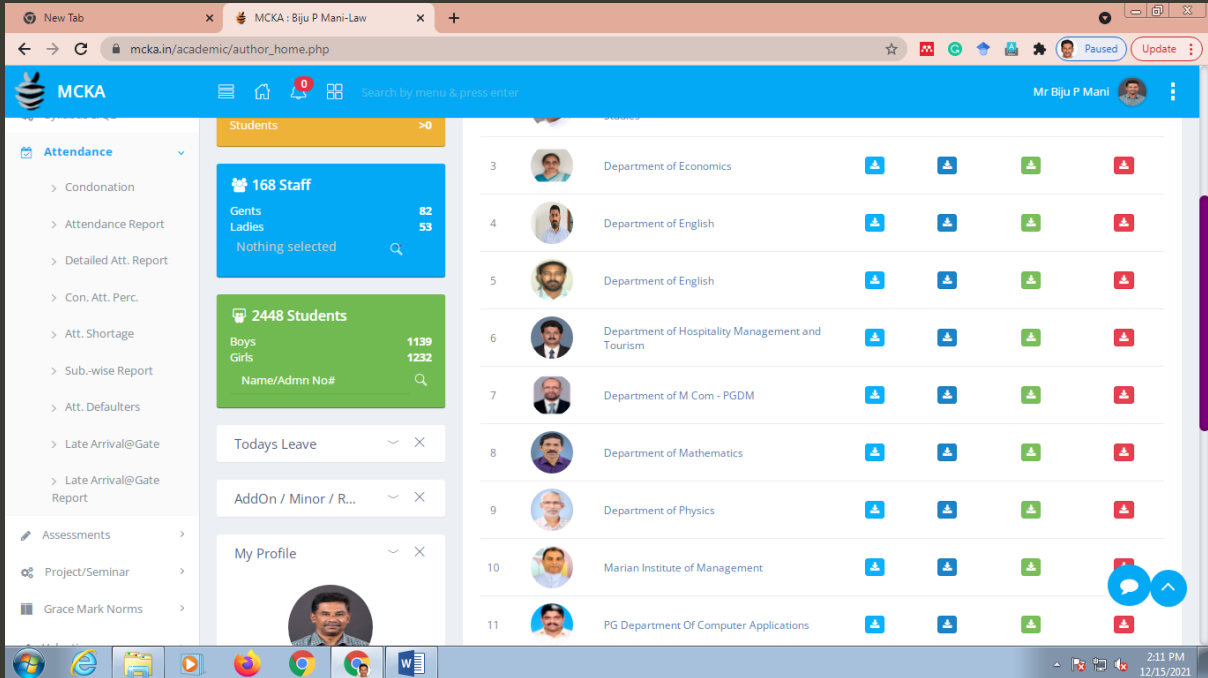 New Tab
MCKA : Biju P Mani-Law
mcka.in/academic/author_home.php
Paused
Update
MCKA
0
Search by menu & press enter
Mr Biju P Mani
Attendance
Condonation
Attendance Report
Detailed Att. Report
Con. Att. Perc.
Att. Shortage
Sub.-wise Report
Att. Defaulters
Late Arrival@Gate
Late Arrival@Gate
Report
Assessments
Project/Seminar
Grace Mark Norms
Students >0
168 Staff
Gents 82
Ladies 53
Nothing selected
2448 Students
Boys 1139
Girls 1232
Name/Admn No#
Todays Leave
AddOn / Minor / R...
My Profile
3 Department of Economics
4 Department of English
5 Department of English
6 Department of Hospitality Management and
Tourism
7 Department of M Com - PGDM
8 Department of Mathematics
9 Department of Physics
10 Marian Institute of Management
11 PG Department Of Computer Applications
W
2:11 PM
12/15/2021